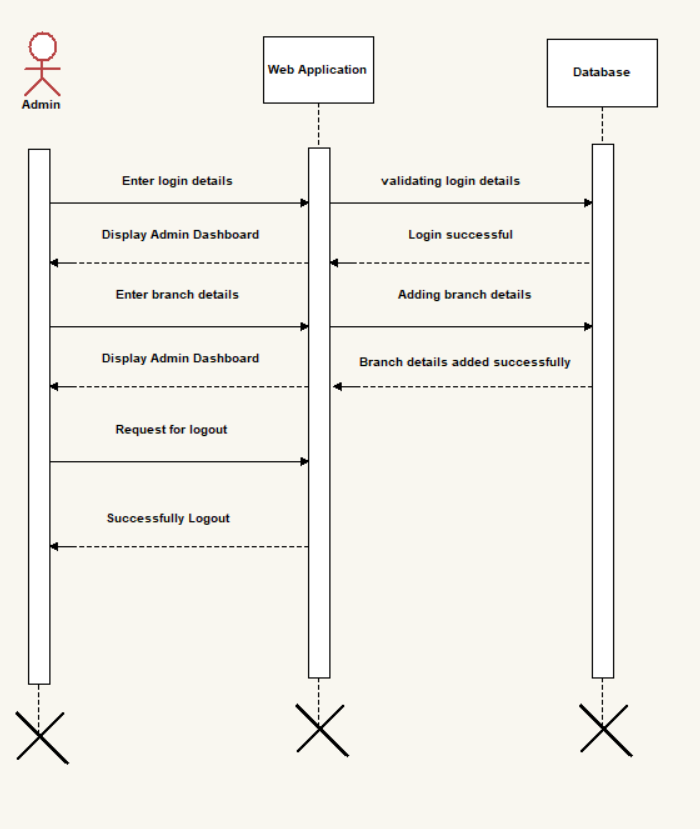 Admin
Web Application
Database
Enter login details
validating login details
Display Admin Dashboard
Login successful
Enter branch details
Adding branch details
Display Admin Dashboard
Branch details added successfully
Request for logout
Successfully Logout